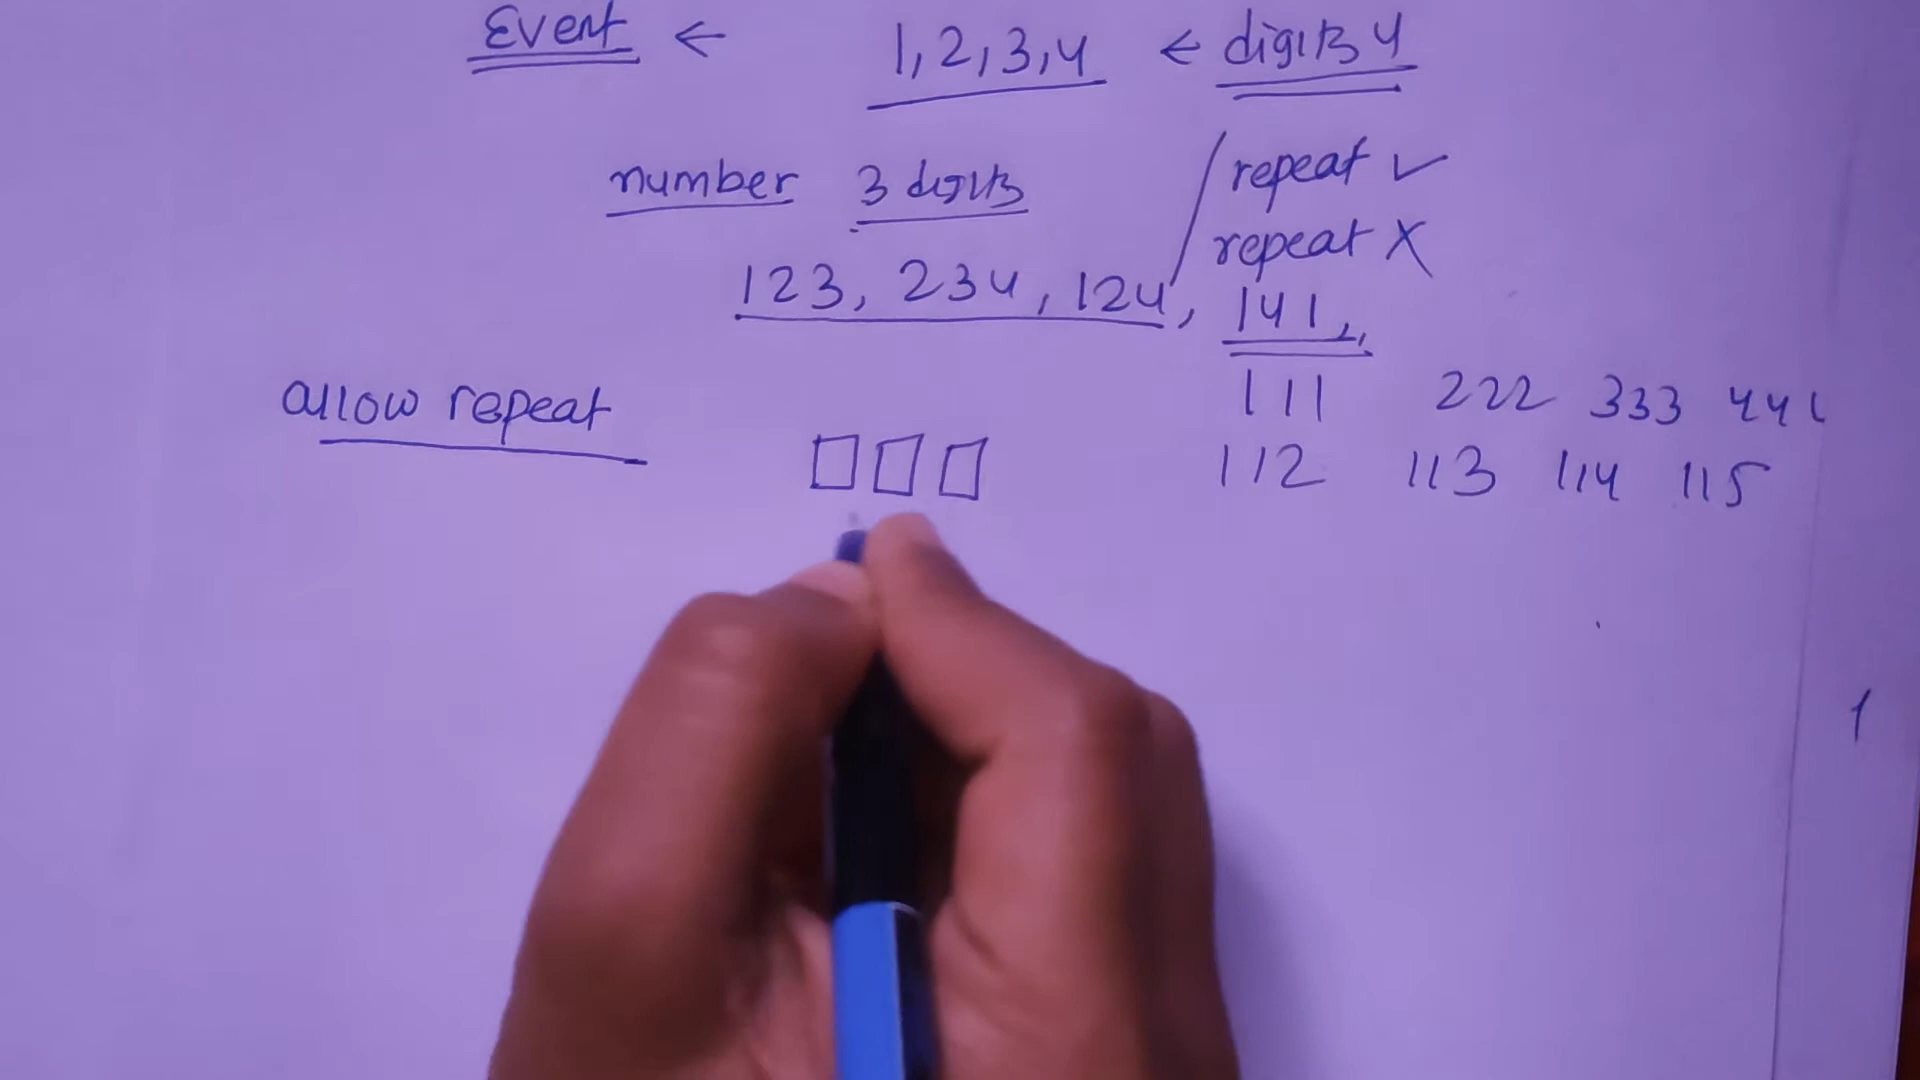 Event ← 1,2,3,4 ← digits 4
number 3 digits / repeat ✓
repeat X
123, 234, 124, 141,
111 222 333 44
allow repeat
112 113 114 115
1